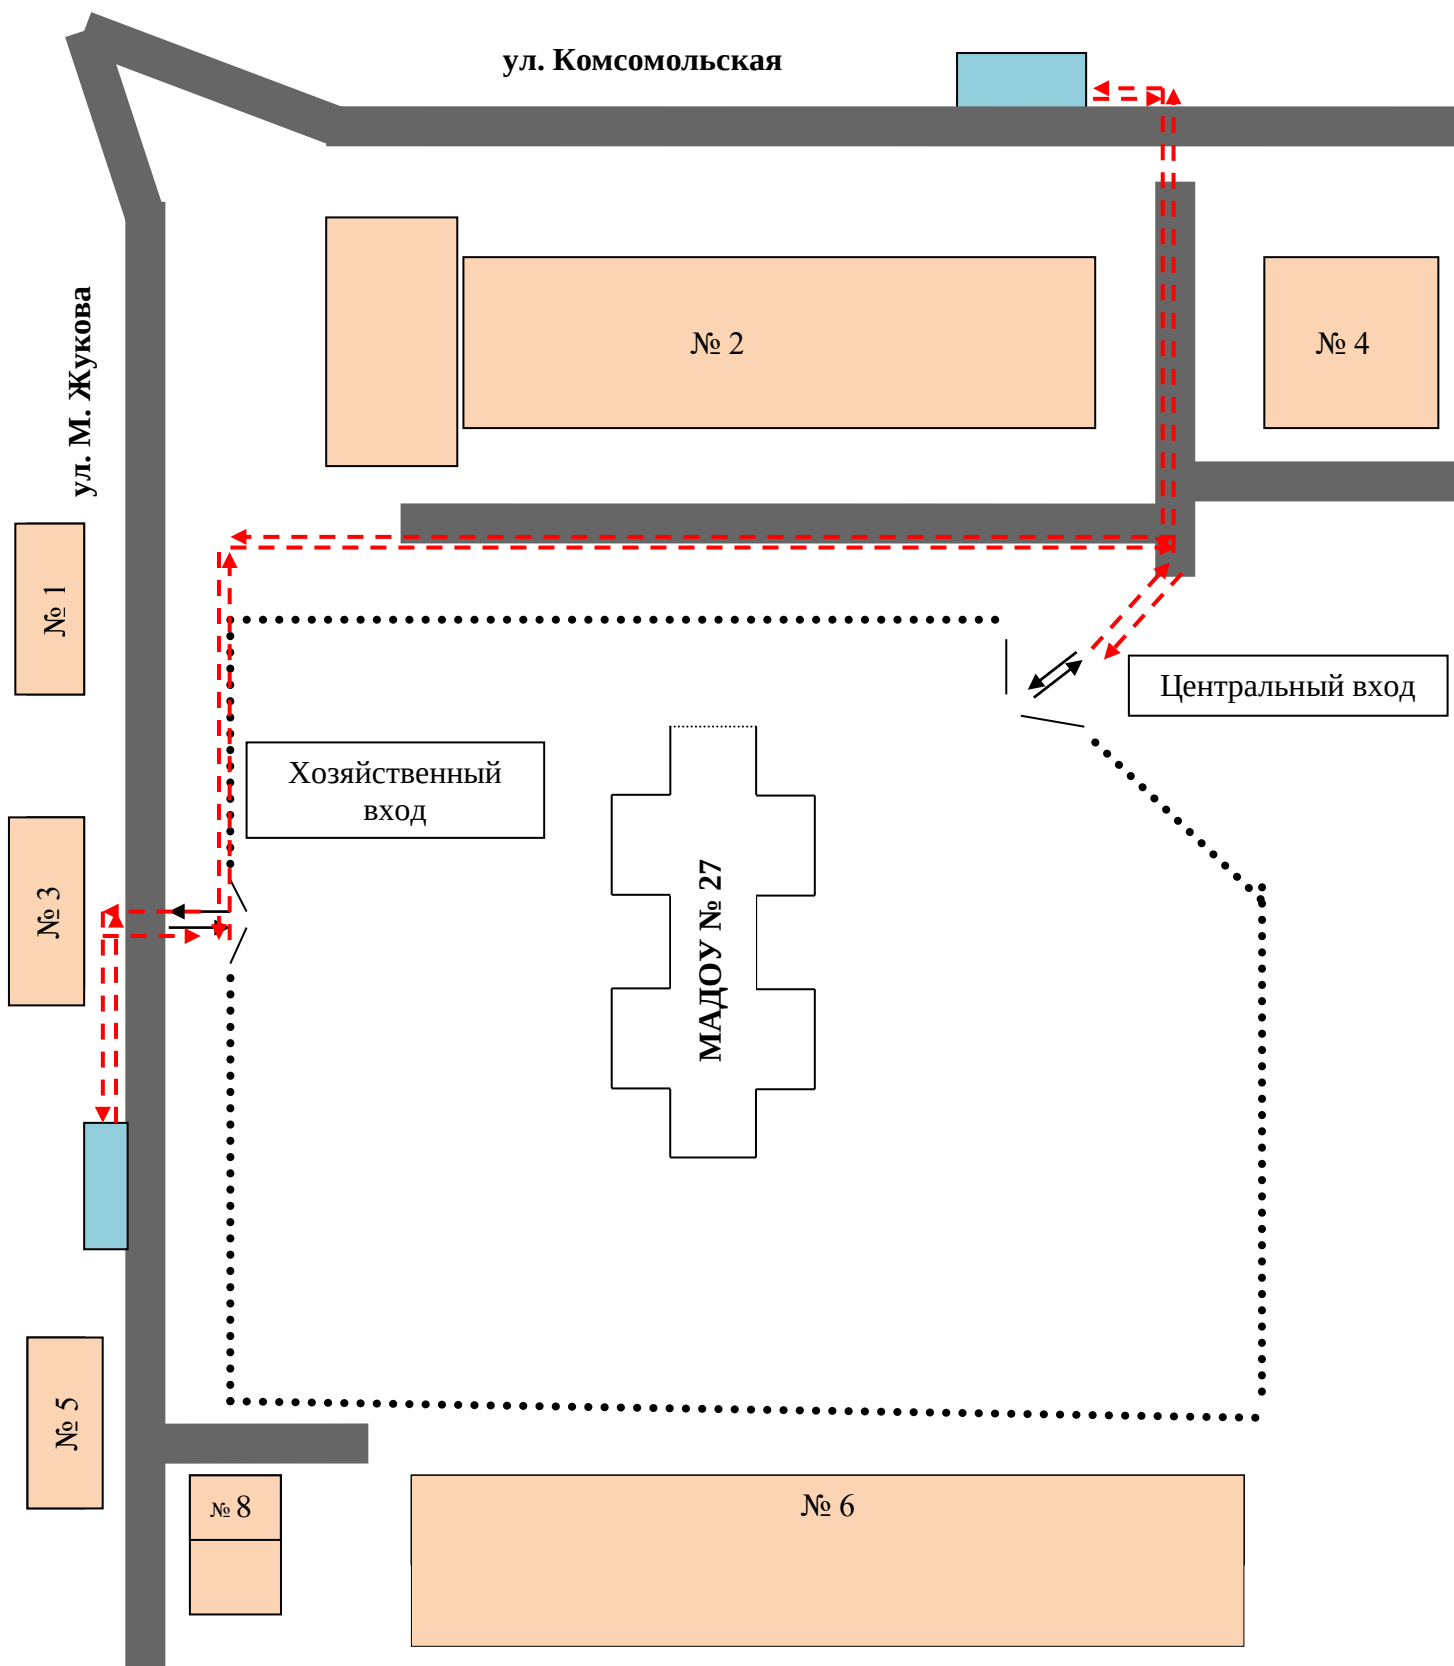 ул. Комсомольская
ул. М. Жукова
№ 2
№ 4
№ 1
Центральный вход
Хозяйственный
вход
№ 3
МАДОУ № 27
№ 5
№ 8
№ 6